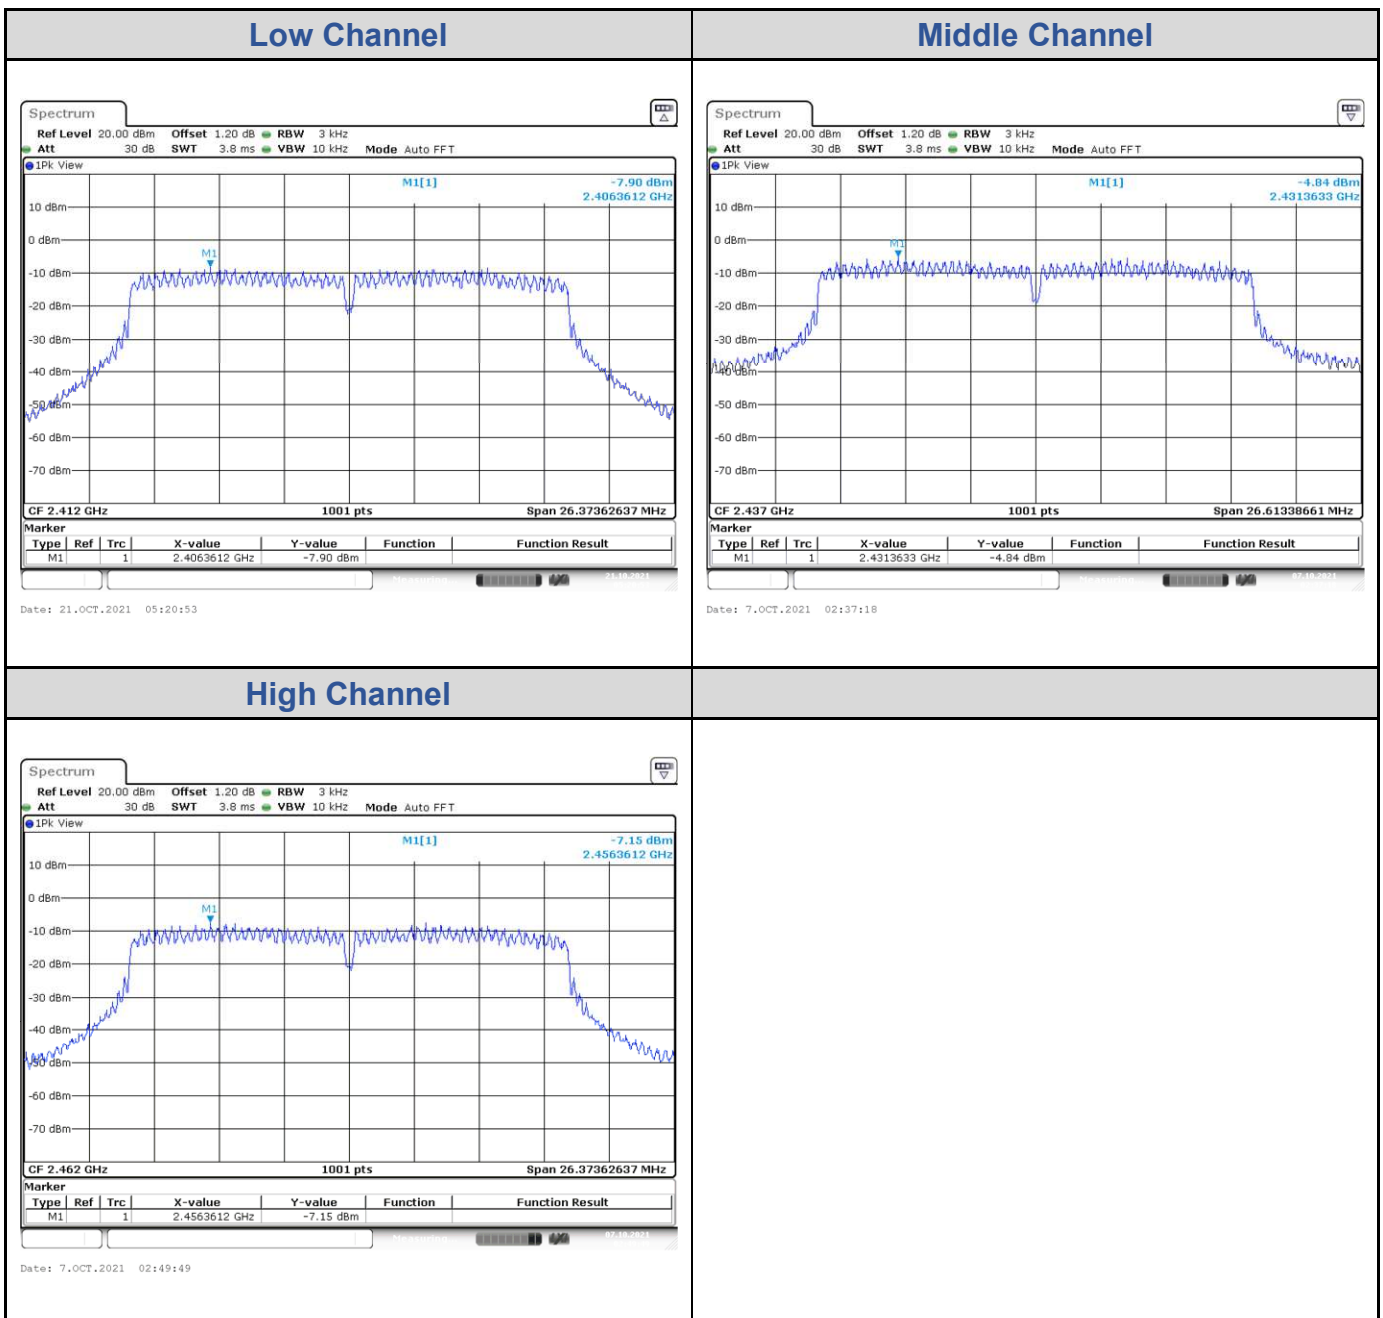 Low Channel
Spectrum
Ref Level 20.00 dBm Offset 1.20 dB RBW 3 kHz
Att 30 dB SWT 3.8 ms VBW 10 kHz Mode Auto FFT
1Pk View
M1[1] -7.90 dBm
2.4063612 GHz
10 dBm
0 dBm
M1
-10 dBm
-20 dBm
-30 dBm
-40 dBm
-50 dBm
-60 dBm
-70 dBm
CF 2.412 GHz 1001 pts Span 26.37362637 MHz
Marker
Type Ref Trc X-value Y-value Function Function Result
M1 1 2.4063612 GHz -7.90 dBm
Measuring 21.10.2021
Date: 21.OCT.2021 05:20:53
Middle Channel
Spectrum
Ref Level 20.00 dBm Offset 1.20 dB RBW 3 kHz
Att 30 dB SWT 3.8 ms VBW 10 kHz Mode Auto FFT
1Pk View
M1[1] -4.84 dBm
2.4313633 GHz
10 dBm
0 dBm
M1
-10 dBm
-20 dBm
-30 dBm
-40 dBm
-50 dBm
-60 dBm
-70 dBm
CF 2.437 GHz 1001 pts Span 26.61338661 MHz
Marker
Type Ref Trc X-value Y-value Function Function Result
M1 1 2.4313633 GHz -4.84 dBm
Measuring 07.10.2021
Date: 7.OCT.2021 02:37:18
High Channel
Spectrum
Ref Level 20.00 dBm Offset 1.20 dB RBW 3 kHz
Att 30 dB SWT 3.8 ms VBW 10 kHz Mode Auto FFT
1Pk View
M1[1] -7.15 dBm
2.4563612 GHz
10 dBm
0 dBm
M1
-10 dBm
-20 dBm
-30 dBm
-40 dBm
-50 dBm
-60 dBm
-70 dBm
CF 2.462 GHz 1001 pts Span 26.37362637 MHz
Marker
Type Ref Trc X-value Y-value Function Function Result
M1 1 2.4563612 GHz -7.15 dBm
Measuring 07.10.2021
Date: 7.OCT.2021 02:49:49